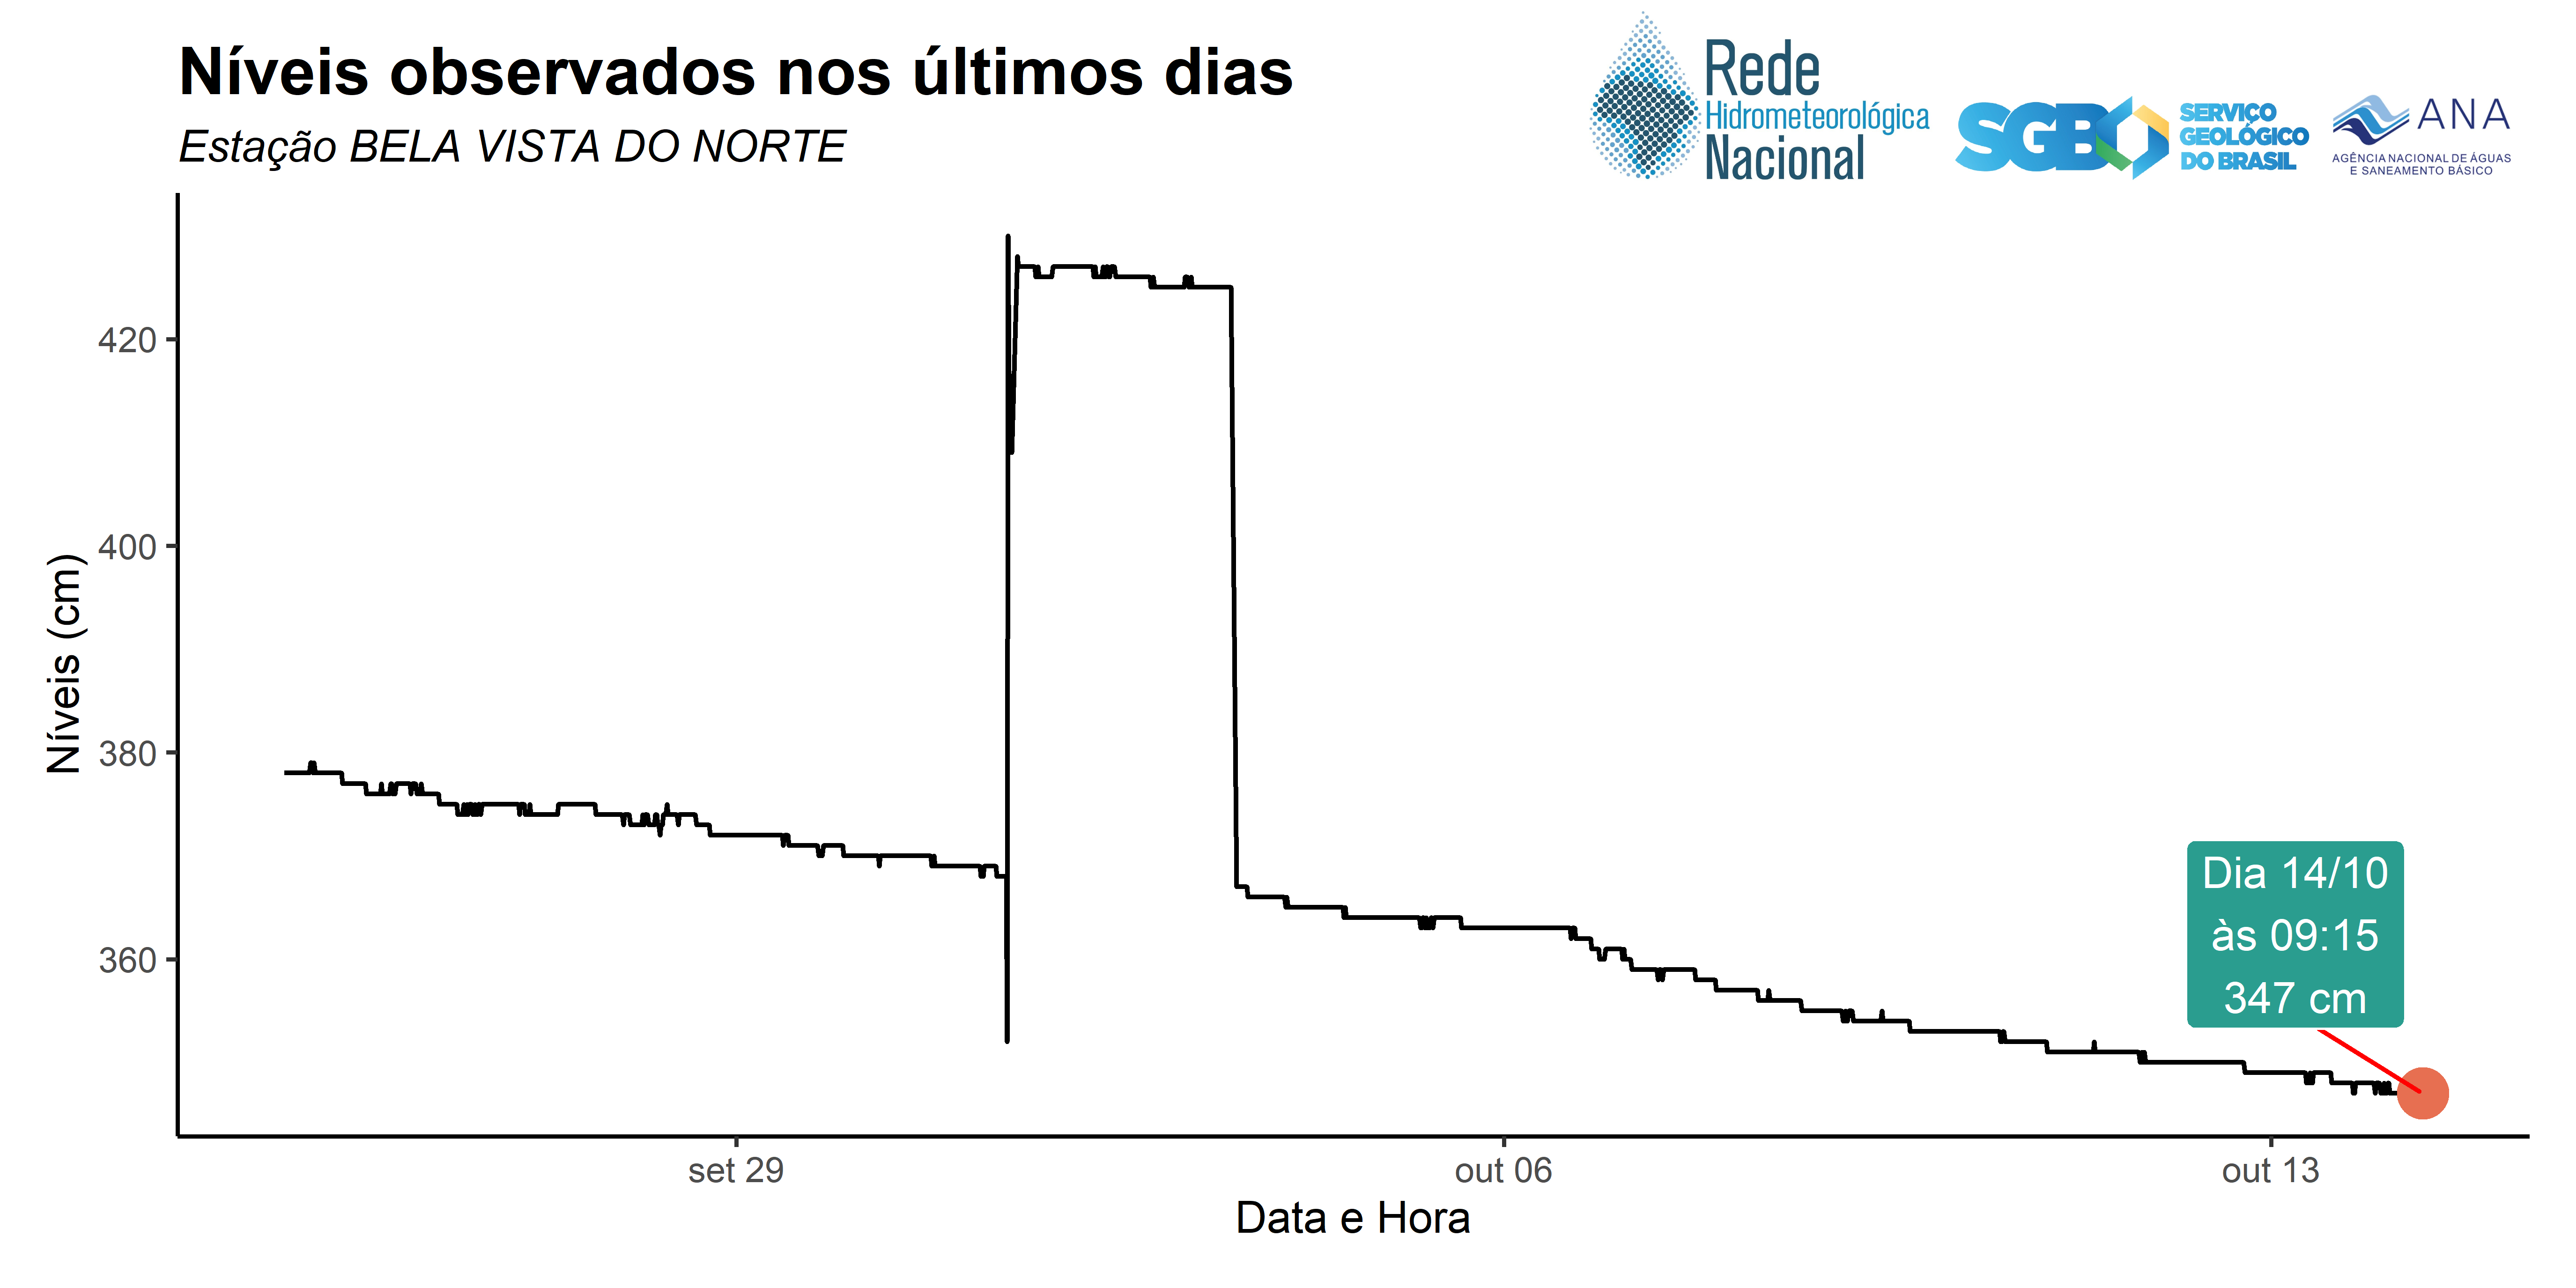 Níveis observados nos últimos dias
Estação BELA VISTA DO NORTE
Rede
Hidrometeorológica
Nacional
SGB
SERVIÇO
GEOLÓGICO
DO BRASIL
ANA
AGÊNCIA NACIONAL DE ÁGUAS
E SANEAMENTO BÁSICO
Níveis (cm)
420
400
380
360
Dia 14/10
às 09:15
347 cm
set 29
out 06
out 13
Data e Hora